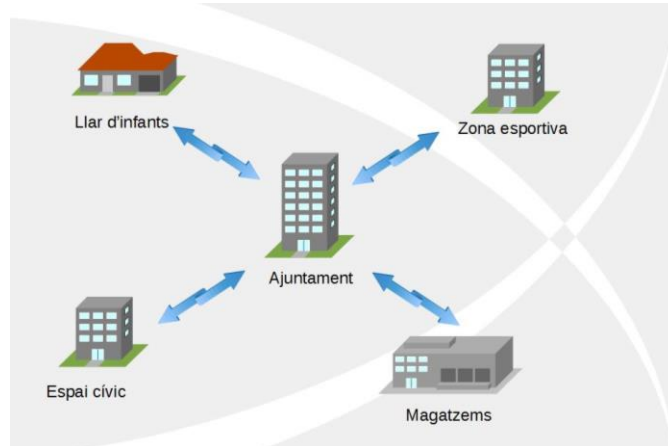 Llar d'infants
Zona esportiva
Ajuntament
Espai cívic
Magatzems